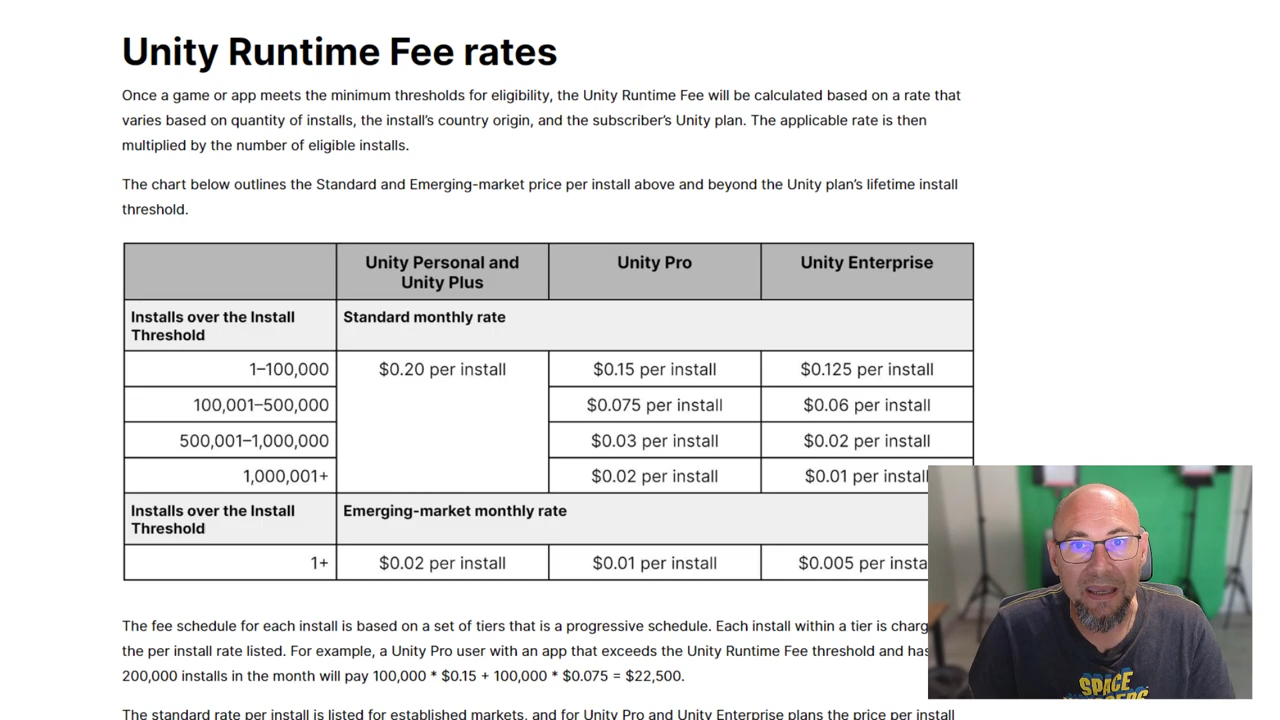 Unity Runtime Fee rates
Once a game or app meets the minimum thresholds for eligibility, the Unity Runtime Fee will be calculated based on a rate that
varies based on quantity of installs, the install's country origin, and the subscriber's Unity plan. The applicable rate is then
multiplied by the number of eligible installs.
The chart below outlines the Standard and Emerging-market price per install above and beyond the Unity plan's lifetime install
threshold.
Unity Personal and
Unity Plus
Unity Pro
Unity Enterprise
Installs over the Install
Threshold
Standard monthly rate
1–100,000
$0.20 per install
$0.15 per install
$0.125 per install
100,001–500,000
$0.075 per install
$0.06 per install
500,001–1,000,000
$0.03 per install
$0.02 per install
1,000,001+
$0.02 per install
$0.01 per install
Installs over the Install
Threshold
Emerging-market monthly rate
1+
$0.02 per install
$0.01 per install
$0.005 per insta
The fee schedule for each install is based on a set of tiers that is a progressive schedule. Each install within a tier is charg
the per install rate listed. For example, a Unity Pro user with an app that exceeds the Unity Runtime Fee threshold and has
200,000 installs in the month will pay 100,000 * $0.15 + 100,000 * $0.075 = $22,500.
The standard rate per install is listed for established markets, and for Unity Pro and Unity Enterprise plans the price per install
SPACE